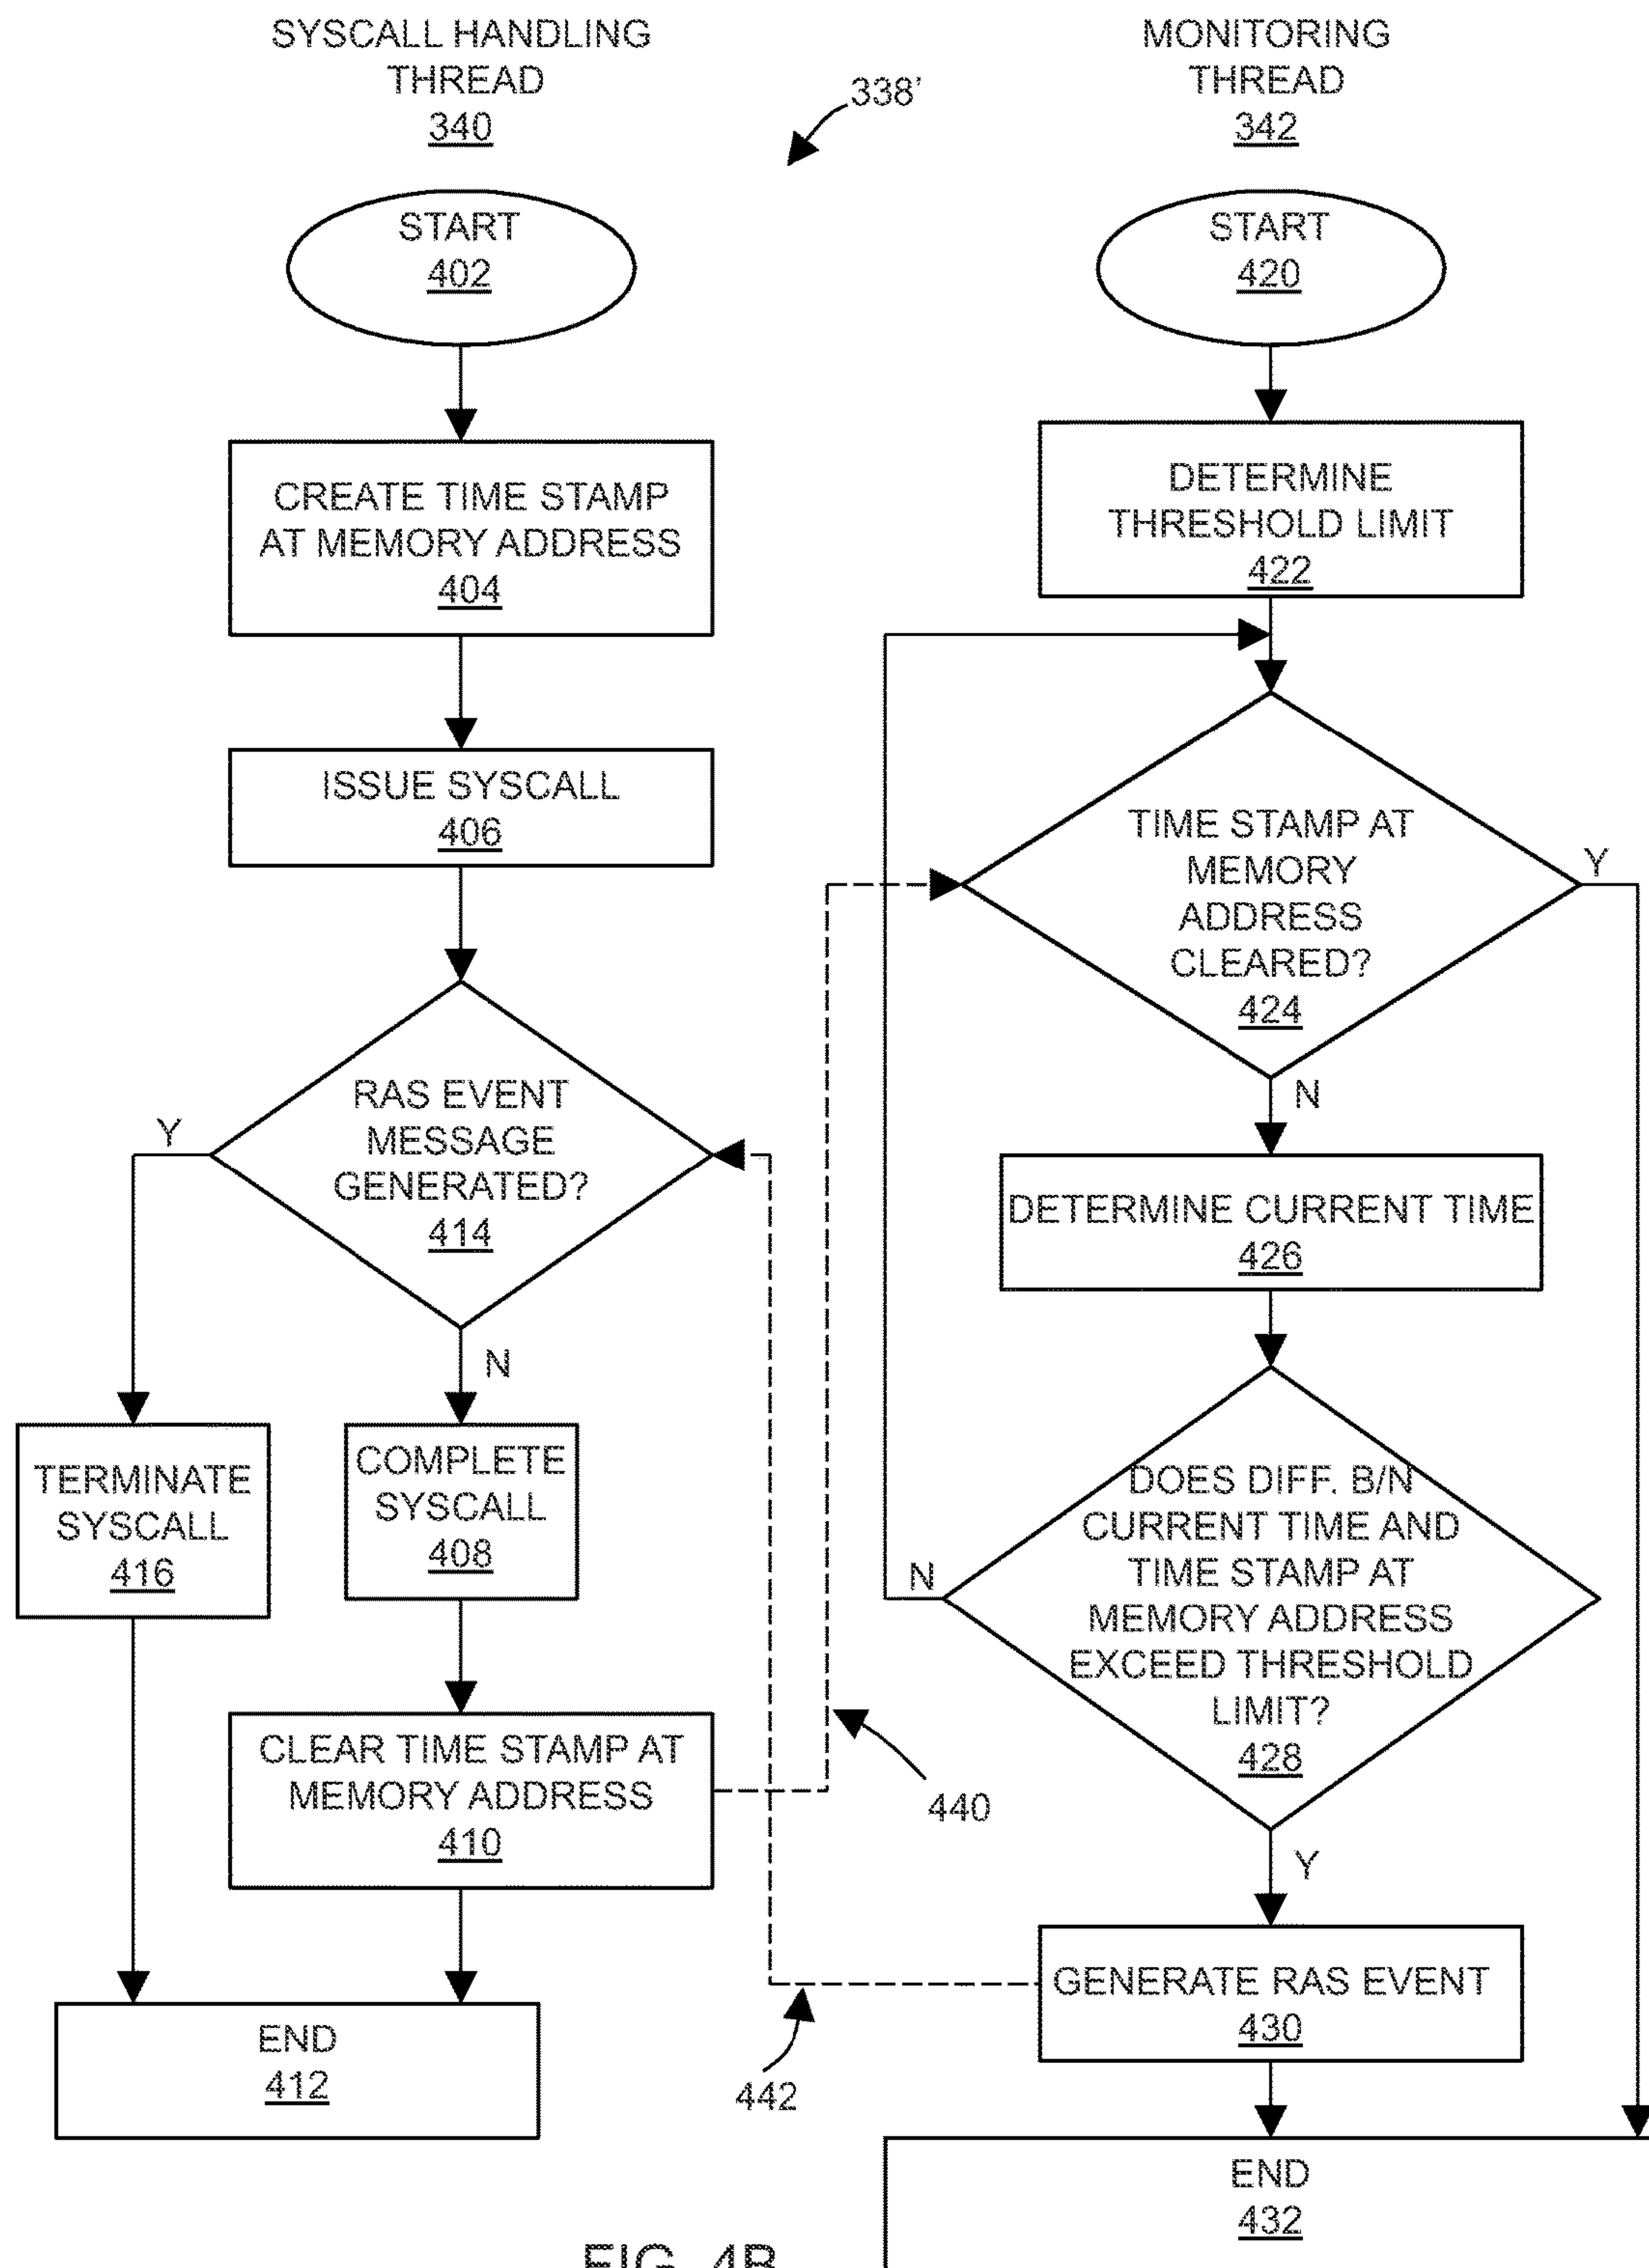 SYSCALL HANDLING
THREAD
340
MONITORING
THREAD
342
338'
START
402
CREATE TIME STAMP
AT MEMORY ADDRESS
404
ISSUE SYSCALL
406
RAS EVENT
MESSAGE
GENERATED?
414
Y
N
TERMINATE
SYSCALL
416
COMPLETE
SYSCALL
408
CLEAR TIME STAMP AT
MEMORY ADDRESS
410
END
412
START
420
DETERMINE
THRESHOLD LIMIT
422
TIME STAMP AT
MEMORY
ADDRESS
CLEARED?
424
Y
N
DETERMINE CURRENT TIME
426
DOES DIFF. B/N
CURRENT TIME AND
TIME STAMP AT
MEMORY ADDRESS
EXCEED THRESHOLD
LIMIT?
428
N
Y
440
GENERATE RAS EVENT
430
442
END
432
FIG. 4B